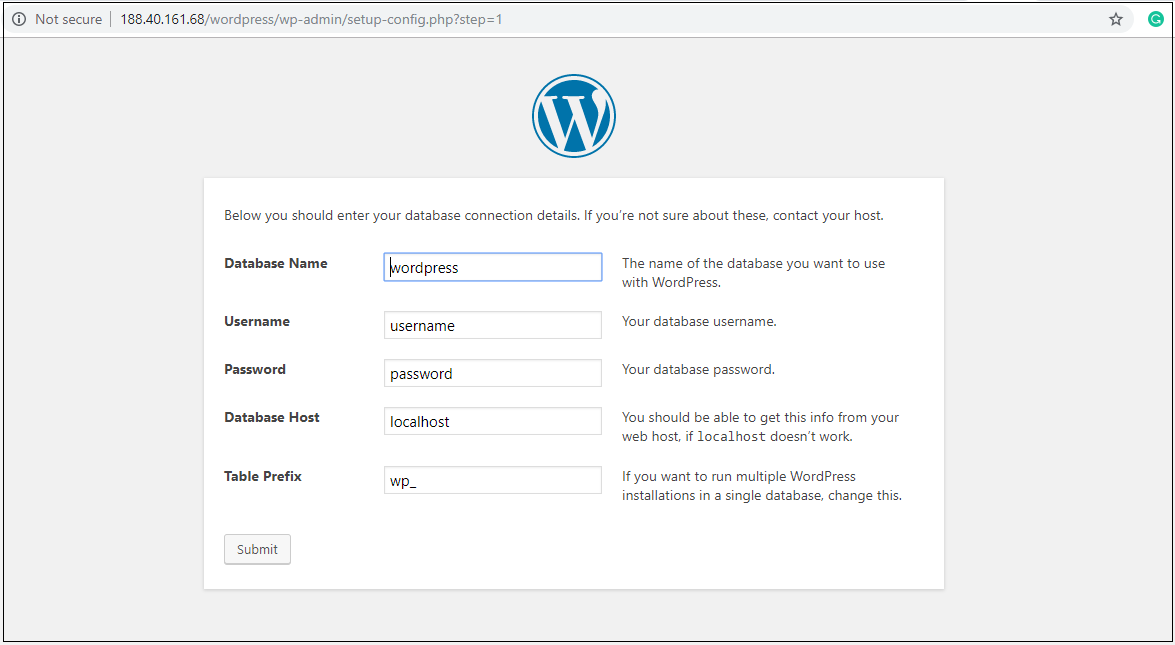 Not secure | 188.40.161.68/wordpress/wp-admin/setup-config.php?step=1
Below you should enter your database connection details. If you’re not sure about these, contact your host.
Database Name
wordpress
The name of the database you want to use
with WordPress.
Username
username
Your database username.
Password
password
Your database password.
Database Host
localhost
You should be able to get this info from your
web host, if localhost doesn’t work.
Table Prefix
wp_
If you want to run multiple WordPress
installations in a single database, change this.
Submit